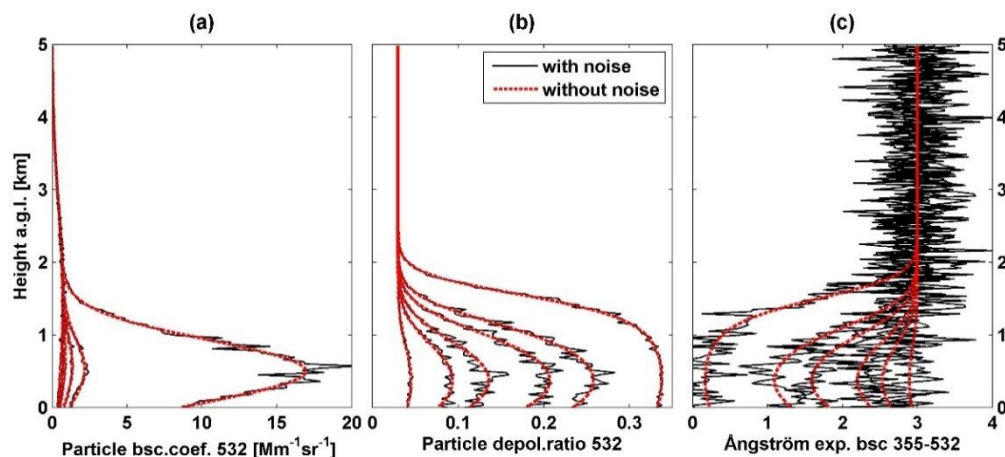 (a) (b) (c)
5 5
with noise
without noise
4 4
3 3
Height a.g.l. [km]
2 2
1 1
0 0
0 5 10 15 20 0 0.1 0.2 0.3 0 1 2 3 4
Particle bsc.coef. 532 [Mm⁻¹sr⁻¹] Particle depol.ratio 532 Ångström exp. bsc 355-532